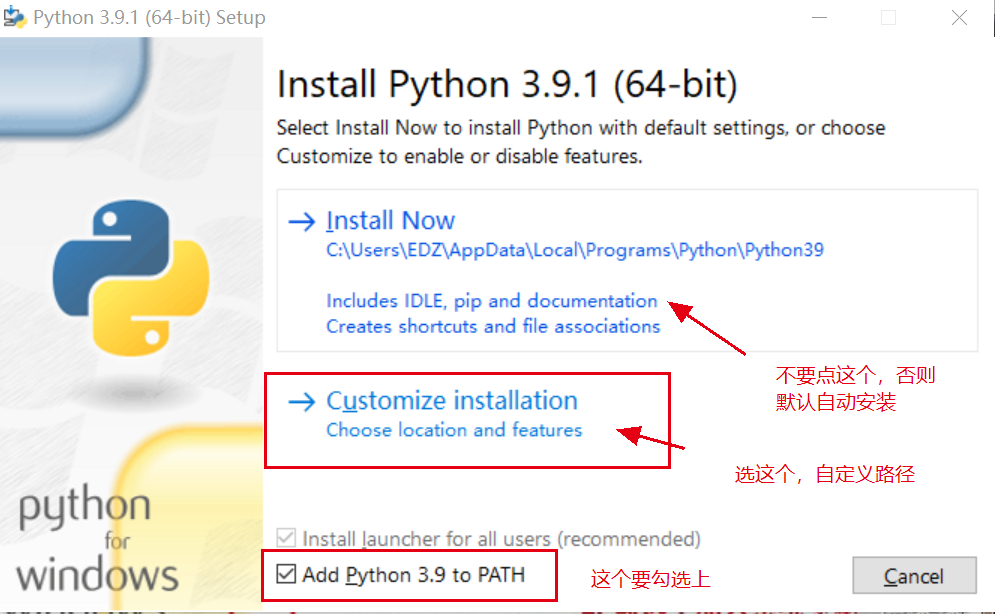 Python 3.9.1 (64-bit) Setup
Install Python 3.9.1 (64-bit)
Select Install Now to install Python with default settings, or choose
Customize to enable or disable features.
Install Now
C:\Users\EDZ\AppData\Local\Programs\Python\Python39
Includes IDLE, pip and documentation
Creates shortcuts and file associations
不要点这个，否则
默认自动安装
Customize installation
Choose location and features
选这个，自定义路径
python
for
windows
Install launcher for all users (recommended)
Add Python 3.9 to PATH
这个要勾选上
Cancel